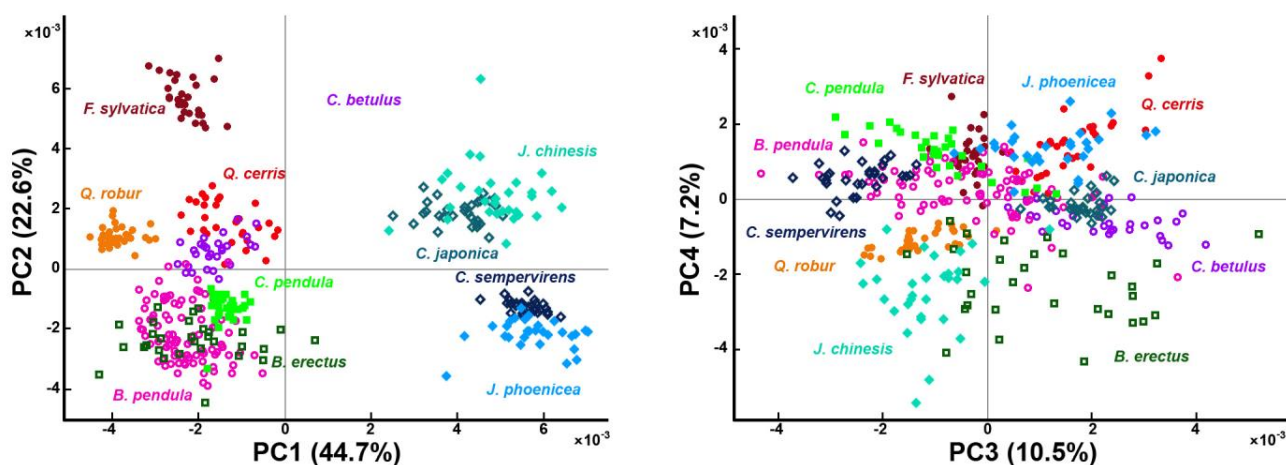 ×10⁻³
6
4
2
0
-2
-4
-4
-2
0
2
4
6
×10⁻³
PC2 (22.6%)
PC1 (44.7%)
F. sylvatica
C. betulus
J. chinesis
Q. cerris
Q. robur
C. japonica
C. pendula
C. sempervirens
B. erectus
B. pendula
J. phoenicea
×10⁻³
4
2
0
-2
-4
-4
-2
0
2
4
×10⁻³
PC4 (7.2%)
PC3 (10.5%)
F. sylvatica
J. phoenicea
C. pendula
Q. cerris
B. pendula
C. japonica
C. sempervirens
Q. robur
C. betulus
J. chinesis
B. erectus